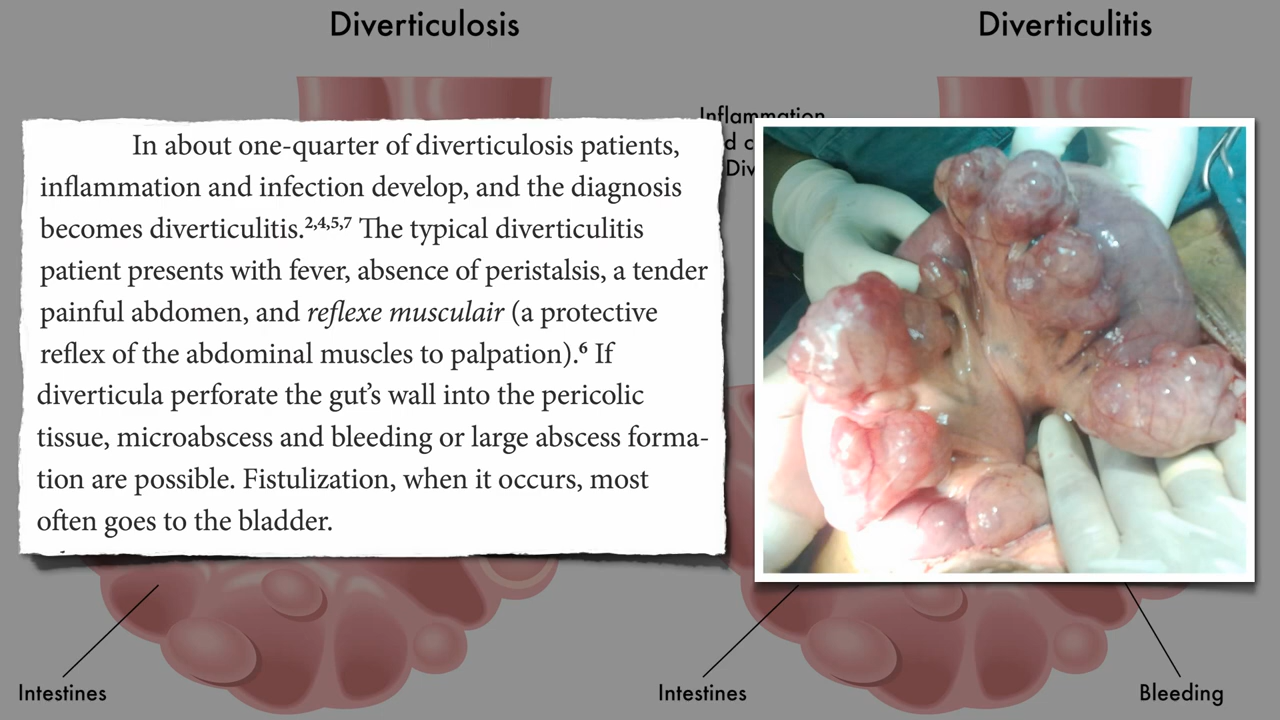 Diverticulosis
Diverticulitis
Inflammation
Div
In about one-quarter of diverticulosis patients,
inflammation and infection develop, and the diagnosis
becomes diverticulitis.2,4,5,7 The typical diverticulitis
patient presents with fever, absence of peristalsis, a tender
painful abdomen, and reflexe musculair (a protective
reflex of the abdominal muscles to palpation).6 If
diverticula perforate the gut’s wall into the pericolic
tissue, microabscess and bleeding or large abscess forma-
tion are possible. Fistulization, when it occurs, most
often goes to the bladder.
Intestines
Intestines
Bleeding